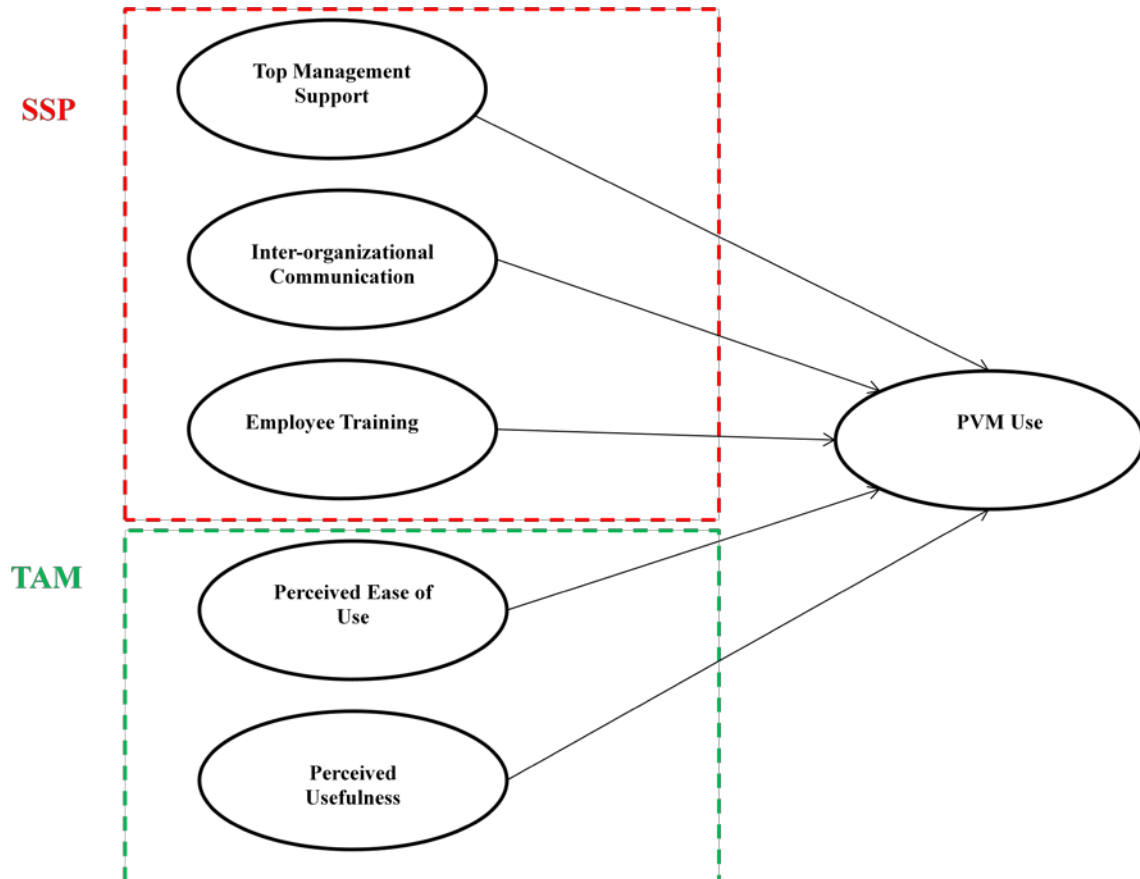 SSP
Top Management
Support
Inter-organizational
Communication
Employee Training
PVM Use
TAM
Perceived Ease of
Use
Perceived
Usefulness